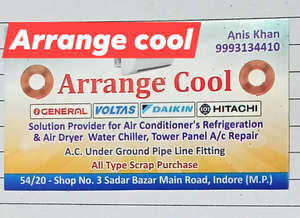 Arrange cool
Anis Khan
9993134410
Arrange Cool
GENERAL VOLTAS DAIKIN HITACHI
Solution Provider for Air Conditioner's Refrigeration
& Air Dryer Water Chiller, Tower Panel A/c Repair
A.C. Under Ground Pipe Line Fitting
All Type Scrap Purchase
54/20 - Shop No. 3 Sadar Bazar Main Road, Indore (M.P.)